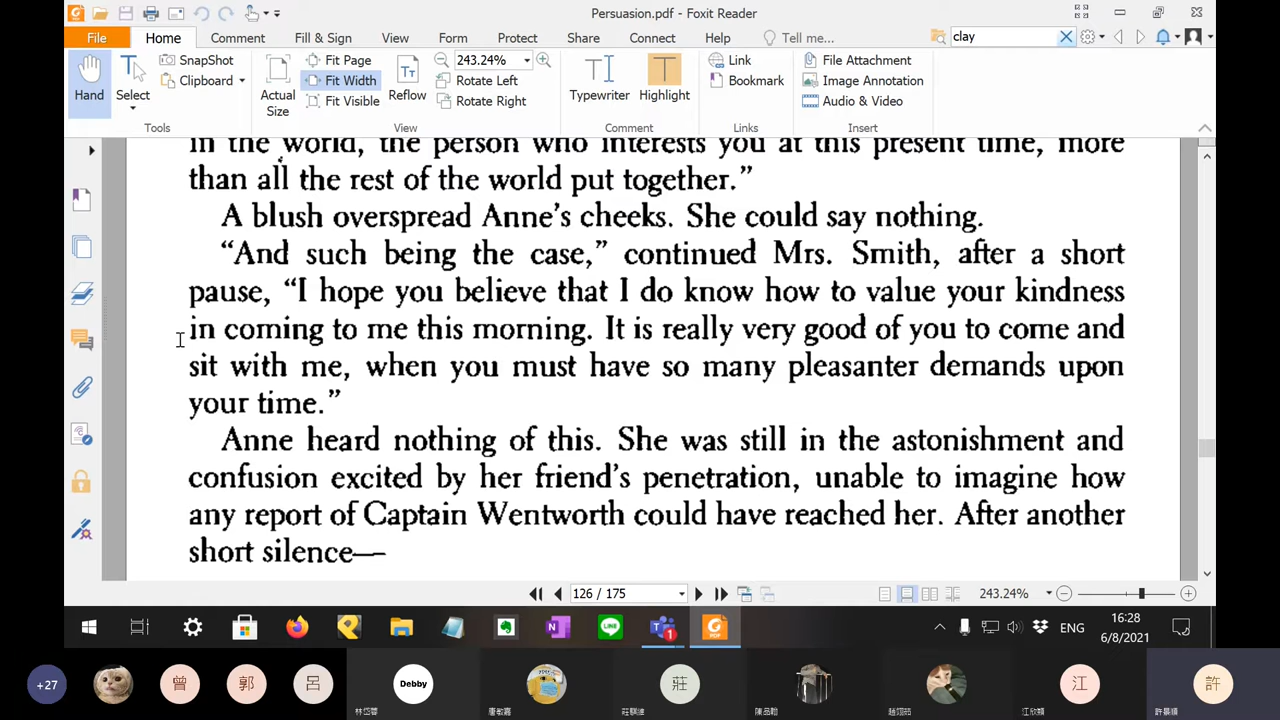 Persuasion.pdf - Foxit Reader
File Home Comment Fill & Sign View Form Protect Share Connect Help Tell me... clay
Hand
Select
SnapShot
Clipboard
Tools
Actual Size
Fit Page
Fit Width
Fit Visible
Reflow
243.24%
Rotate Left
Rotate Right
View
Typewriter
Highlight
Comment
Link
Bookmark
Links
File Attachment
Image Annotation
Audio & Video
Insert
in the world, the person who interests you at this present time, more
than all the rest of the world put together.”
A blush overspread Anne’s cheeks. She could say nothing.
“And such being the case,” continued Mrs. Smith, after a short
pause, “I hope you believe that I do know how to value your kindness
in coming to me this morning. It is really very good of you to come and
sit with me, when you must have so many pleasanter demands upon
your time.”
Anne heard nothing of this. She was still in the astonishment and
confusion excited by her friend’s penetration, unable to imagine how
any report of Captain Wentworth could have reached her. After another
short silence—
126 / 175
243.24%
ENG
16:28
6/8/2021
LINE
1
PDF
+27
曾
郭
呂
Debby
莊
江
許